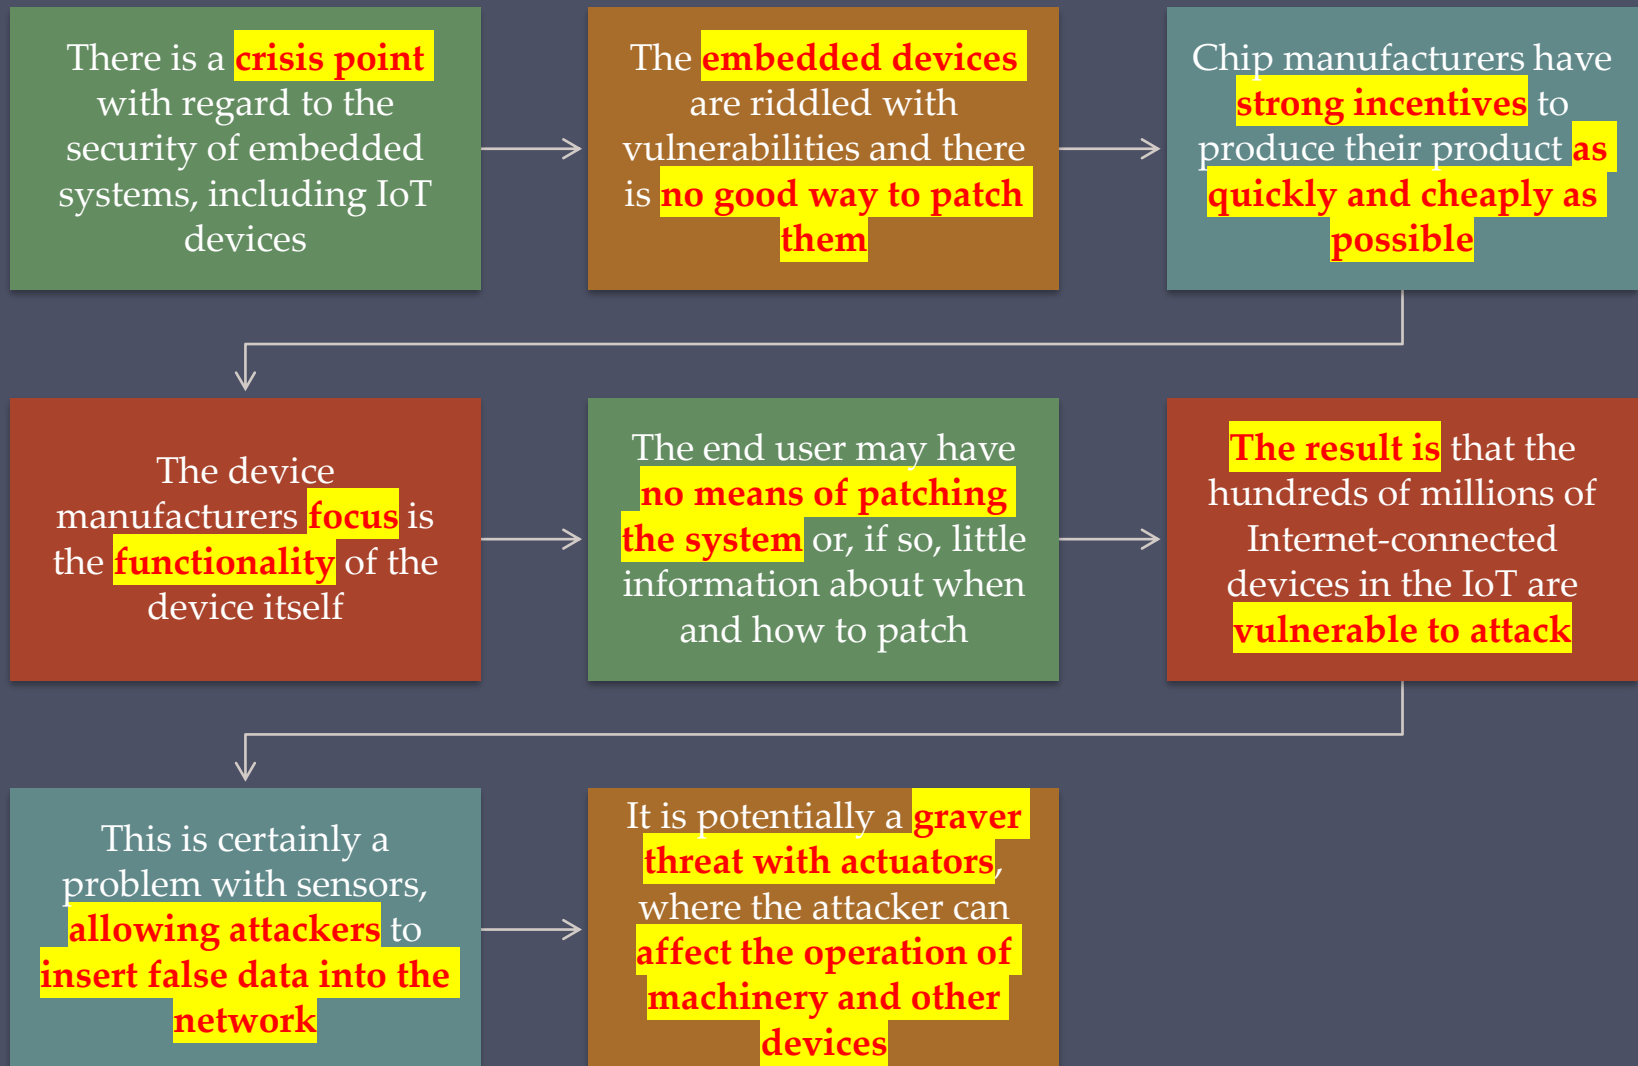 There is a crisis point
with regard to the
security of embedded
systems, including IoT
devices
The embedded devices
are riddled with
vulnerabilities and there
is no good way to patch
them
Chip manufacturers have
strong incentives to
produce their product as
quickly and cheaply as
possible
The device
manufacturers focus is
the functionality of the
device itself
The end user may have
no means of patching
the system or, if so, little
information about when
and how to patch
The result is that the
hundreds of millions of
Internet-connected
devices in the IoT are
vulnerable to attack
This is certainly a
problem with sensors,
allowing attackers to
insert false data into the
network
It is potentially a graver
threat with actuators,
where the attacker can
affect the operation of
machinery and other
devices